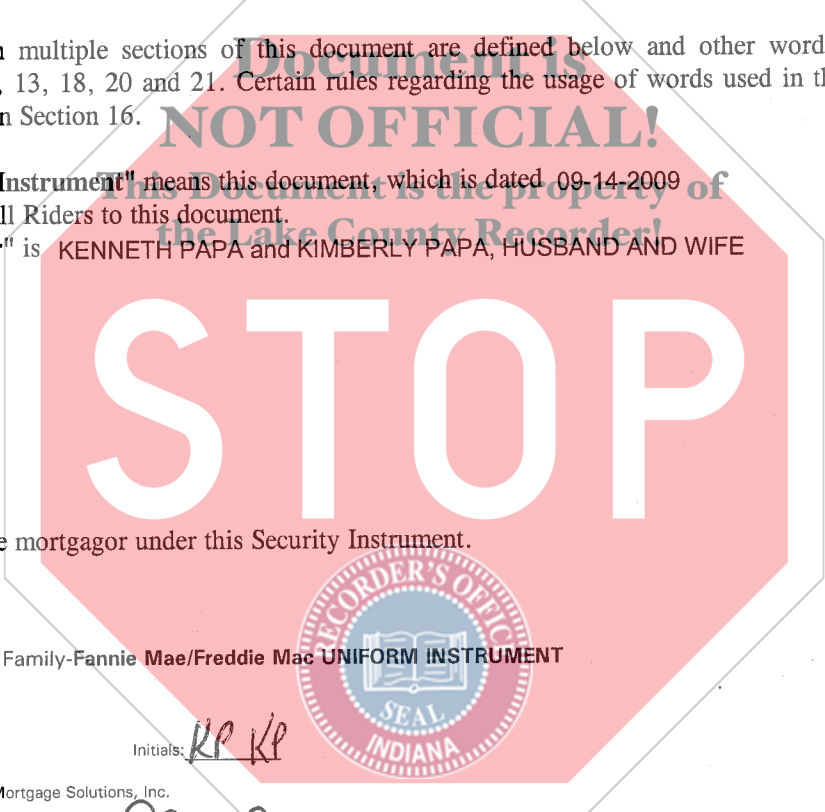 multiple sections of this document are defined below and other word
Document is
, 13, 18, 20 and 21. Certain rules regarding the usage of words used in th
n Section 16.
NOT OFFICIAL!
Instrument" means this document, which is dated 09-14-2009
This Document is the property of
ll Riders to this document.
the Lake County Recorder!
" is KENNETH PAPA and KIMBERLY PAPA, HUSBAND AND WIFE
STOP
e mortgagor under this Security Instrument.
RECORDER'S OFFICE
Family-Fannie Mae/Freddie Mac UNIFORM INSTRUMENT
SEAL
INDIANA
Initials: KP KP
Mortgage Solutions, Inc.